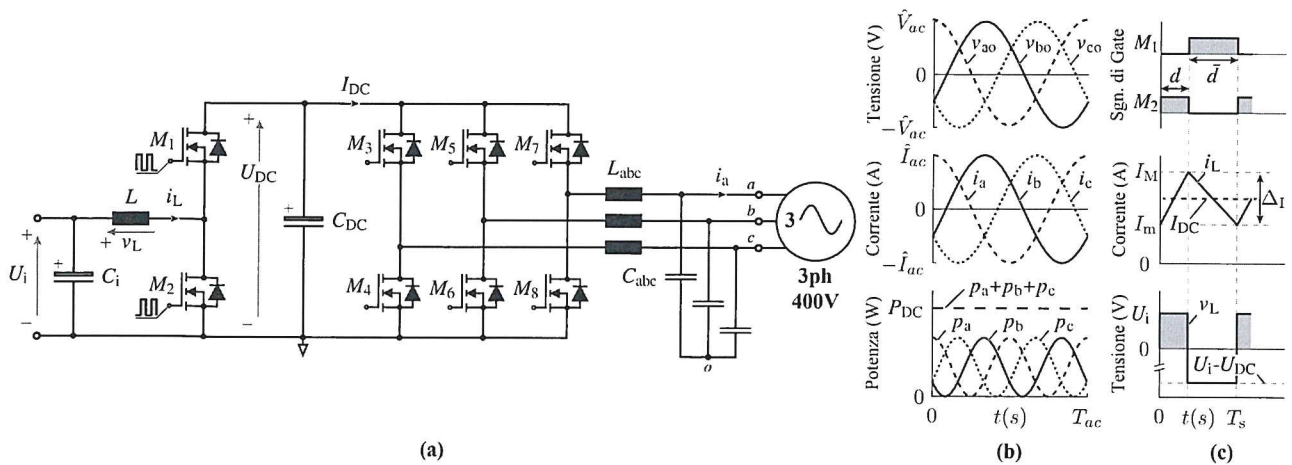 I_DC
M_1
M_3
M_5
M_7
U_DC
L_abc
i_a
a
L
i_L
+
C_DC
b
3
+
+ v_L
c
U_i
+
C_i
M_2
M_4
M_6
M_8
C_abc
3ph
400V
−
−
o
(a)
Tensione (V)
V̂_ac
0
−V̂_ac
v_ao
v_bo
v_co
Corrente (A)
Î_ac
0
−Î_ac
i_a
i_b
i_c
Potenza (W)
P_DC
p_a+p_b+p_c
p_a
p_b
p_c
0
0 t(s) T_ac
(b)
Sgn. di Gate
M_1
d
d̄
M_2
Corrente (A)
I_M
i_L
Δ_I
I_m
I_DC
0
Tensione (V)
U_i
v_L
0
U_i-U_DC
0 t(s) T_s
(c)